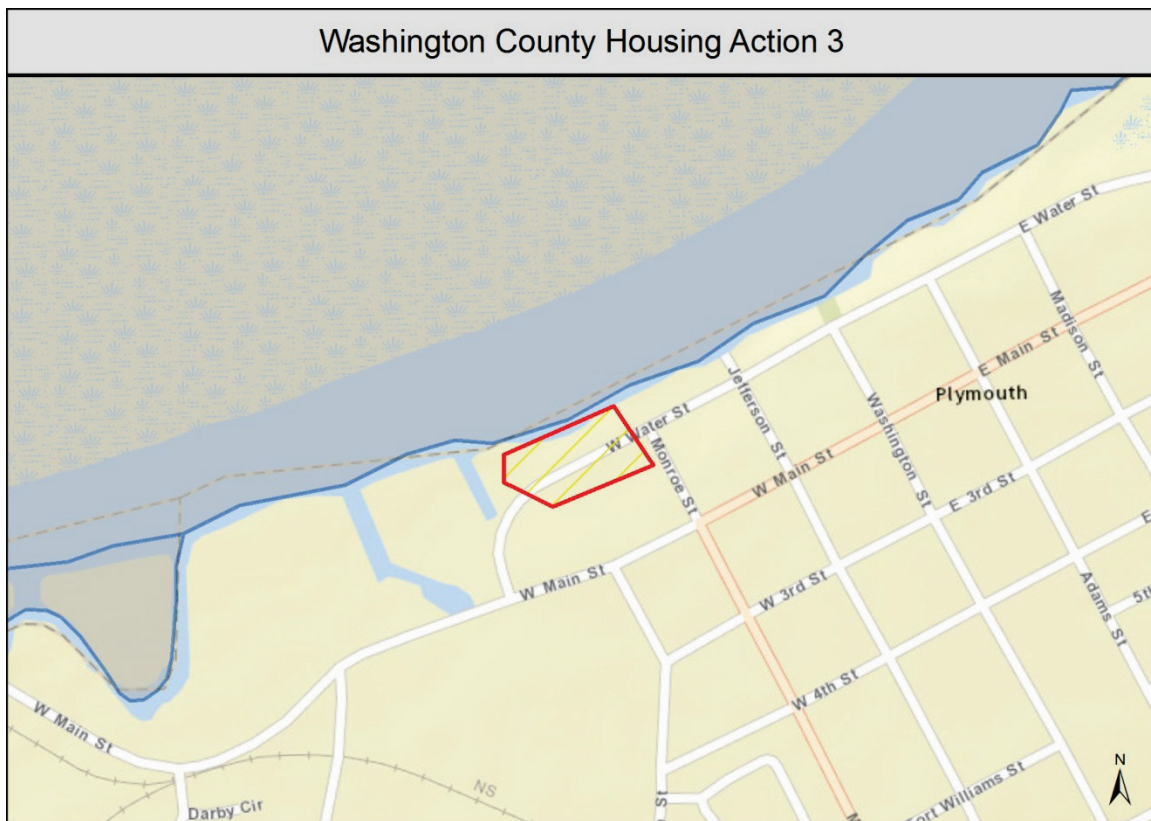 Washington County Housing Action 3
E Water St
Madison St
E Main St
Plymouth
Jefferson St
W Water St
Washington St
Monroe St
W Main St
E 3rd St
W Main St
W 3rd St
Adams St
5th
E
W 4th St
W Main St
NS
Darby Cir
St
Fort Williams St
N